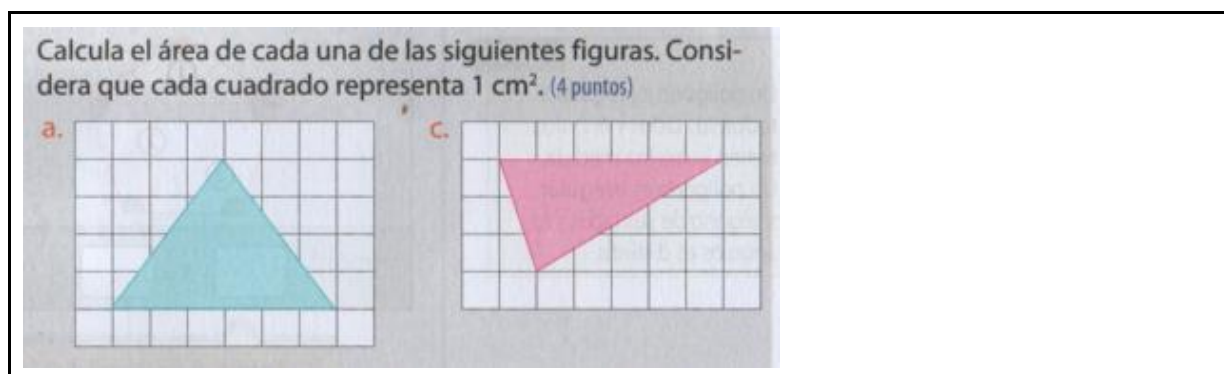 Calcula el área de cada una de las siguientes figuras. Consi-
dera que cada cuadrado representa 1 cm². (4 puntos)
a.
c.